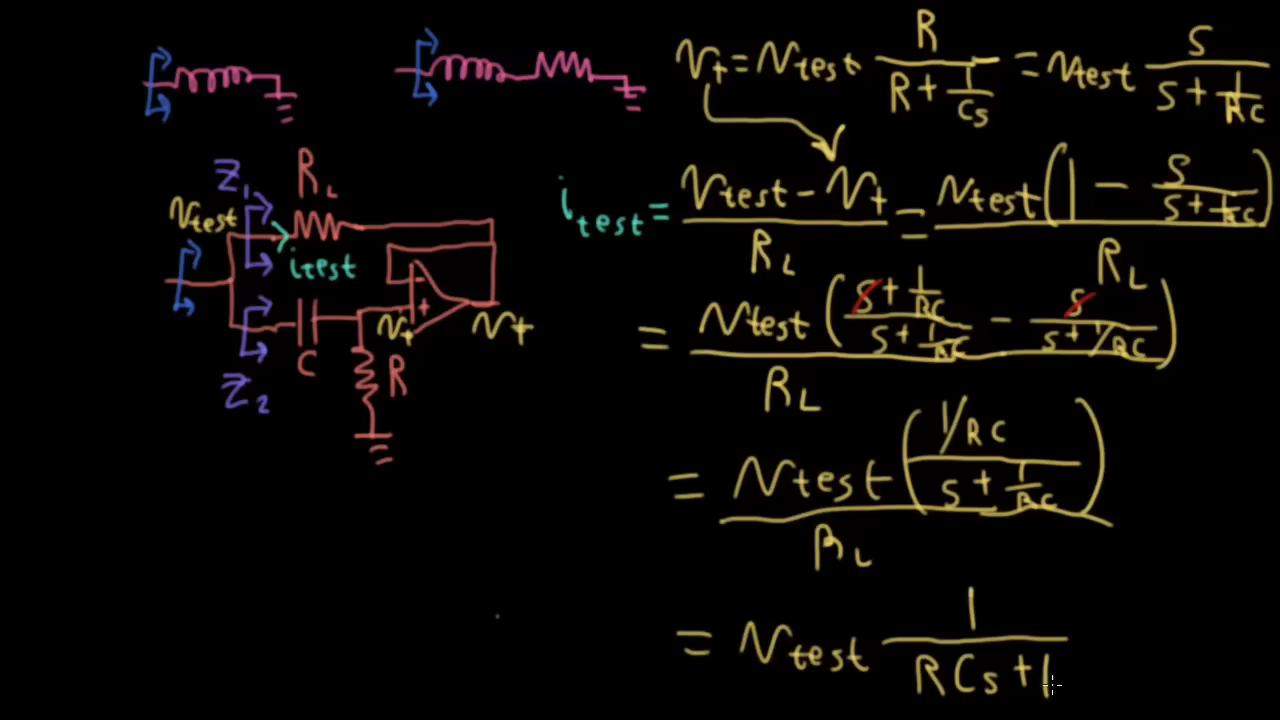 v+ = vtest R / (R + 1/Cs) = vtest s / (s + 1/RC)
Z1 RL
vtest
itest
itest = (vtest - v+) / RL = vtest (1 - s / (s + 1/RC)) / RL
= vtest ((s + 1/RC) / (s + 1/RC) - s / (s + 1/RC)) / RL
- +
v+ v+
C R
Z2
= vtest ((1/RC) / (s + 1/RC)) / RL
= vtest 1 / (RCs + 1